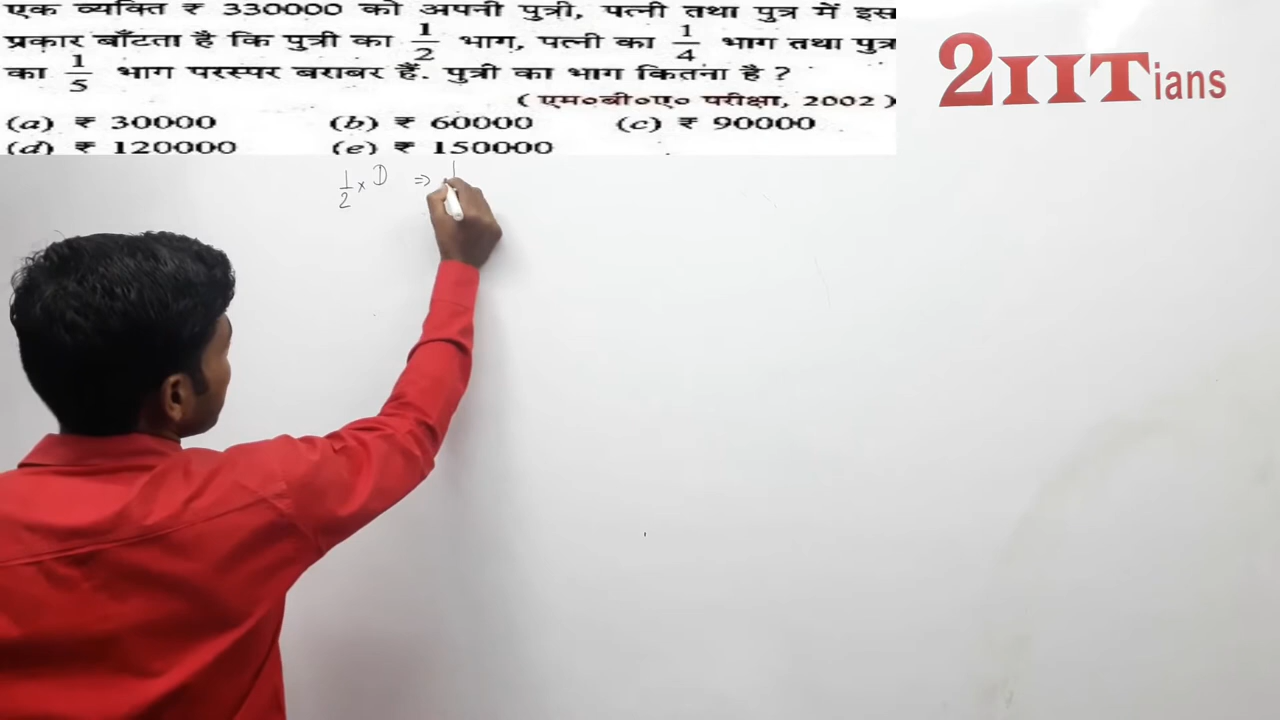 एक व्यक्ति ₹ 330000 को अपनी पुत्री, पत्नी तथा पुत्र में इस
प्रकार बाँटता है कि पुत्री का 1/2 भाग, पत्नी का 1/4 भाग तथा पुत्र
का 1/5 भाग परस्पर बराबर हैं. पुत्री का भाग कितना है ?
( एम०बी०ए० परीक्षा, 2002 )
(a) ₹ 30000 (b) ₹ 60000 (c) ₹ 90000
(d) ₹ 120000 (e) ₹ 150000
2IITians
1/2 × D ⇒